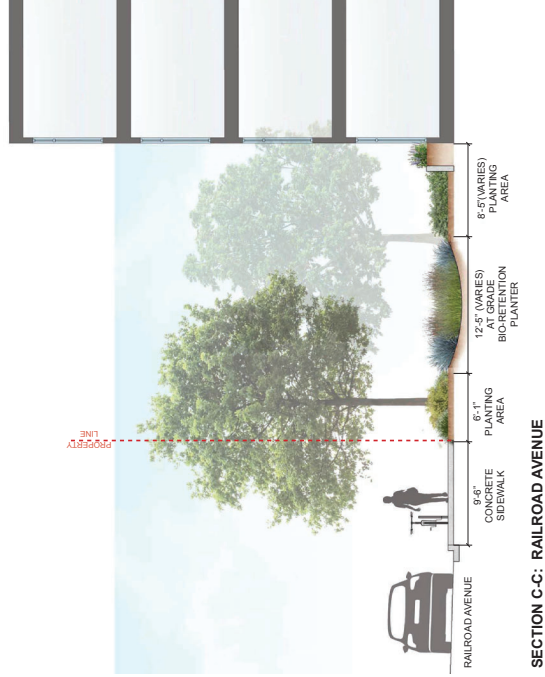 PROPERTY
LINE
RAILROAD AVENUE
9'-6"
CONCRETE
SIDEWALK
6'-1"
PLANTING
AREA
12'-5" (VARIES)
AT GRADE
BIO-RETENTION
PLANTER
8'-5"(VARIES)
PLANTING
AREA
SECTION C-C: RAILROAD AVENUE